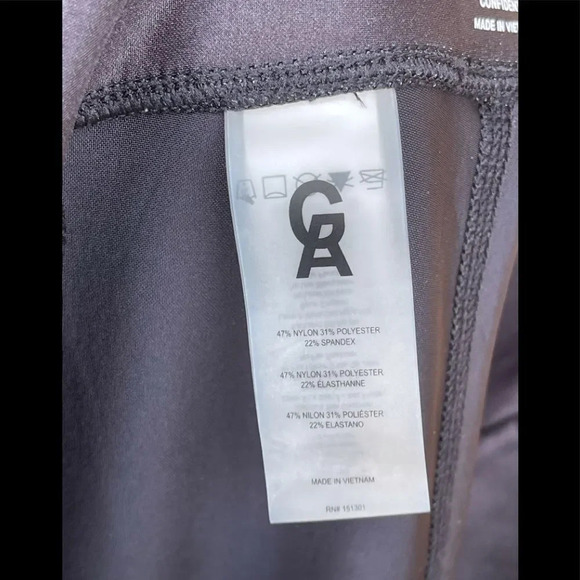 CONFIDENT
MADE IN VIET
GA
47% NYLON 31% POLYESTER
22% SPANDEX
47% NYLON 31% POLYESTER
22% ÉLASTHANNE
47% NILON 31% POLIÉSTER
22% ELASTANO
MADE IN VIETNAM
RN# 151301